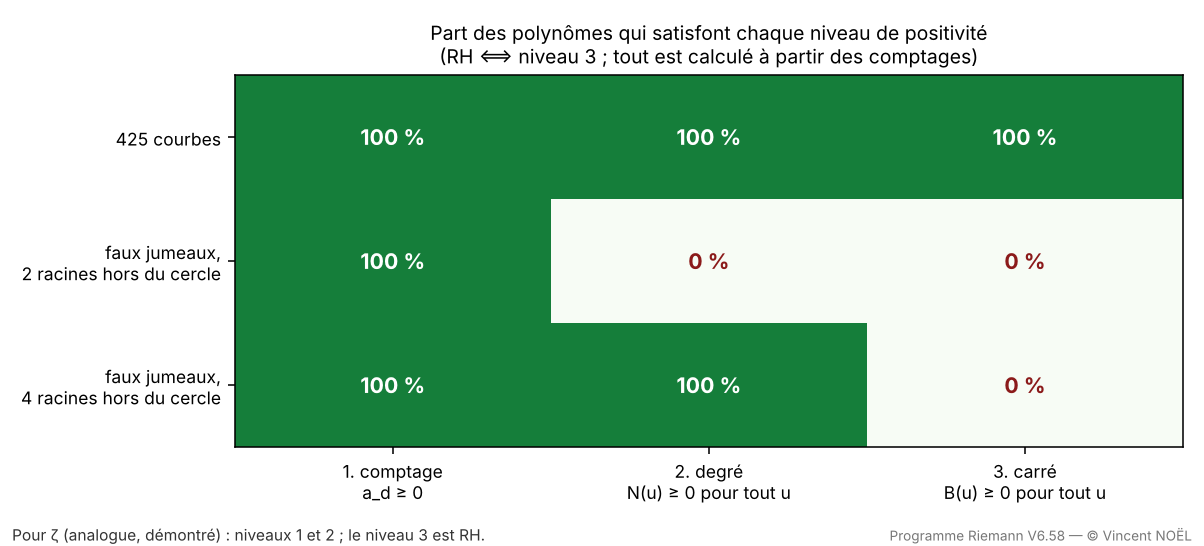 Part des polynômes qui satisfont chaque niveau de positivité
(RH ⟺ niveau 3 ; tout est calculé à partir des comptages)
425 courbes
100 %
100 %
100 %
faux jumeaux,
2 racines hors du cercle
100 %
0 %
0 %
faux jumeaux,
4 racines hors du cercle
100 %
100 %
0 %
1. comptage
a_d ≥ 0
2. degré
N(u) ≥ 0 pour tout u
3. carré
B(u) ≥ 0 pour tout u
Pour ζ (analogue, démontré) : niveaux 1 et 2 ; le niveau 3 est RH.
Programme Riemann V6.58 — © Vincent NOËL